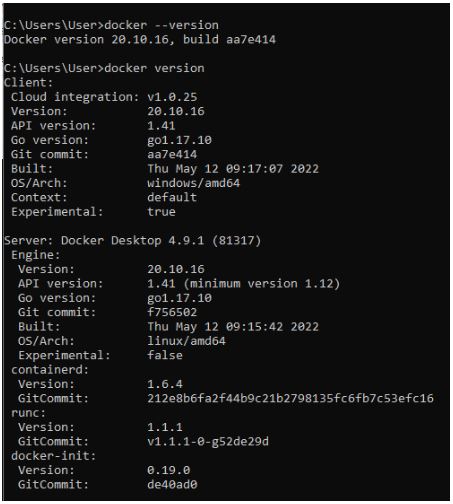 C:\Users\User>docker --version
Docker version 20.10.16, build aa7e414
C:\Users\User>docker version
Client:
Cloud integration: v1.0.25
Version: 20.10.16
API version: 1.41
Go version: go1.17.10
Git commit: aa7e414
Built: Thu May 12 09:17:07 2022
OS/Arch: windows/amd64
Context: default
Experimental: true
Server: Docker Desktop 4.9.1 (81317)
Engine:
Version: 20.10.16
API version: 1.41 (minimum version 1.12)
Go version: go1.17.10
Git commit: f756502
Built: Thu May 12 09:15:42 2022
OS/Arch: linux/amd64
Experimental: false
containerd:
Version: 1.6.4
GitCommit: 212e8b6fa2f44b9c21b2798135fc6fb7c53efc16
runc:
Version: 1.1.1
GitCommit: v1.1.1-0-g52de29d
docker-init:
Version: 0.19.0
GitCommit: de40ad0